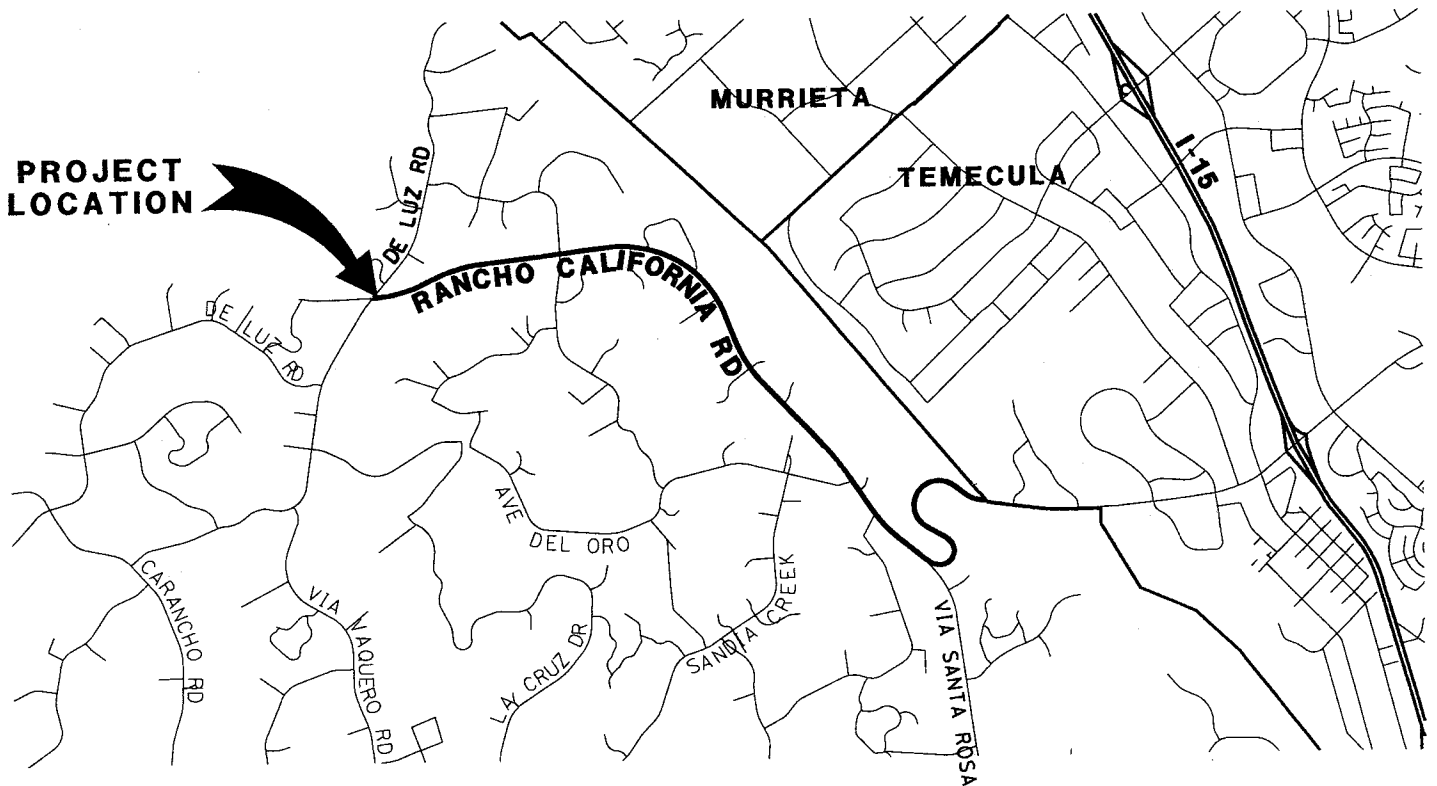 MURRIETA
I-15
PROJECT
LOCATION
DE LUZ RD
TEMECULA
RANCHO CALIFORNIA RD
DE LUZ RD
AVE
DEL ORO
CARANCHO RD
VIA VAQUERO RD
LA CRUZ DR
SANDIA CREEK
VIA SANTA ROSA